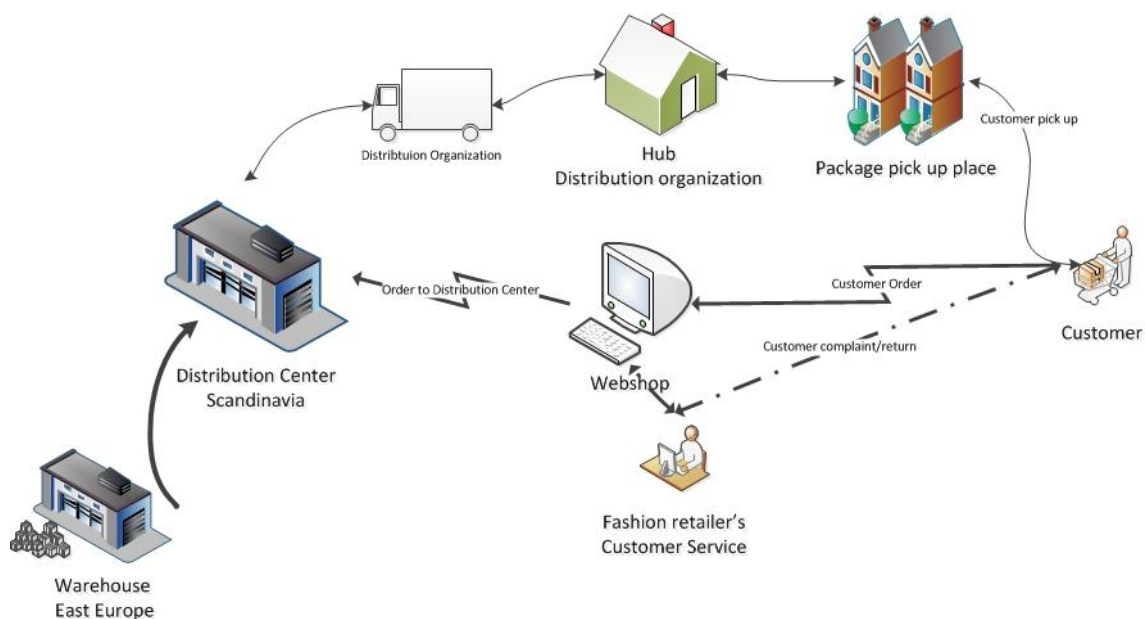 Customer pick up
Distribtuion Organization
Hub
Distribution organization
Package pick up place
Order to Distribution Center
Customer Order
Customer
Customer complaint/return
Distribution Center
Scandinavia
Webshop
Fashion retailer's
Customer Service
Warehouse
East Europe